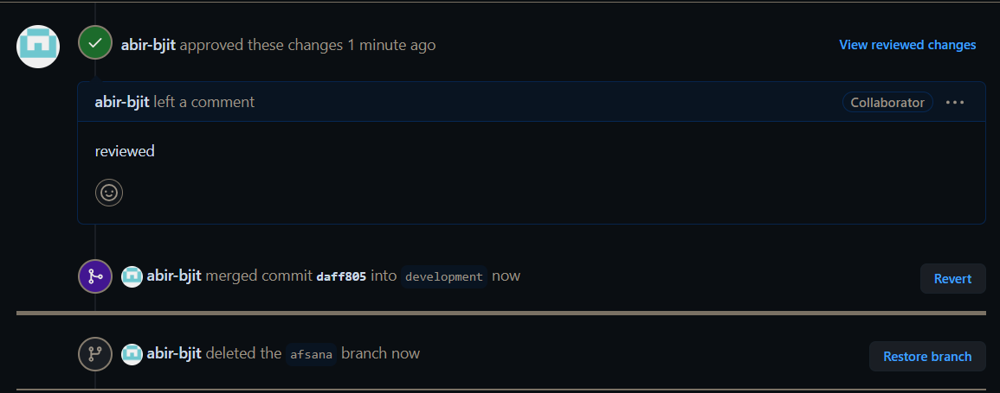 abir-bjit approved these changes 1 minute ago View reviewed changes
abir-bjit left a comment Collaborator
reviewed
abir-bjit merged commit daff805 into development now Revert
abir-bjit deleted the afsana branch now Restore branch